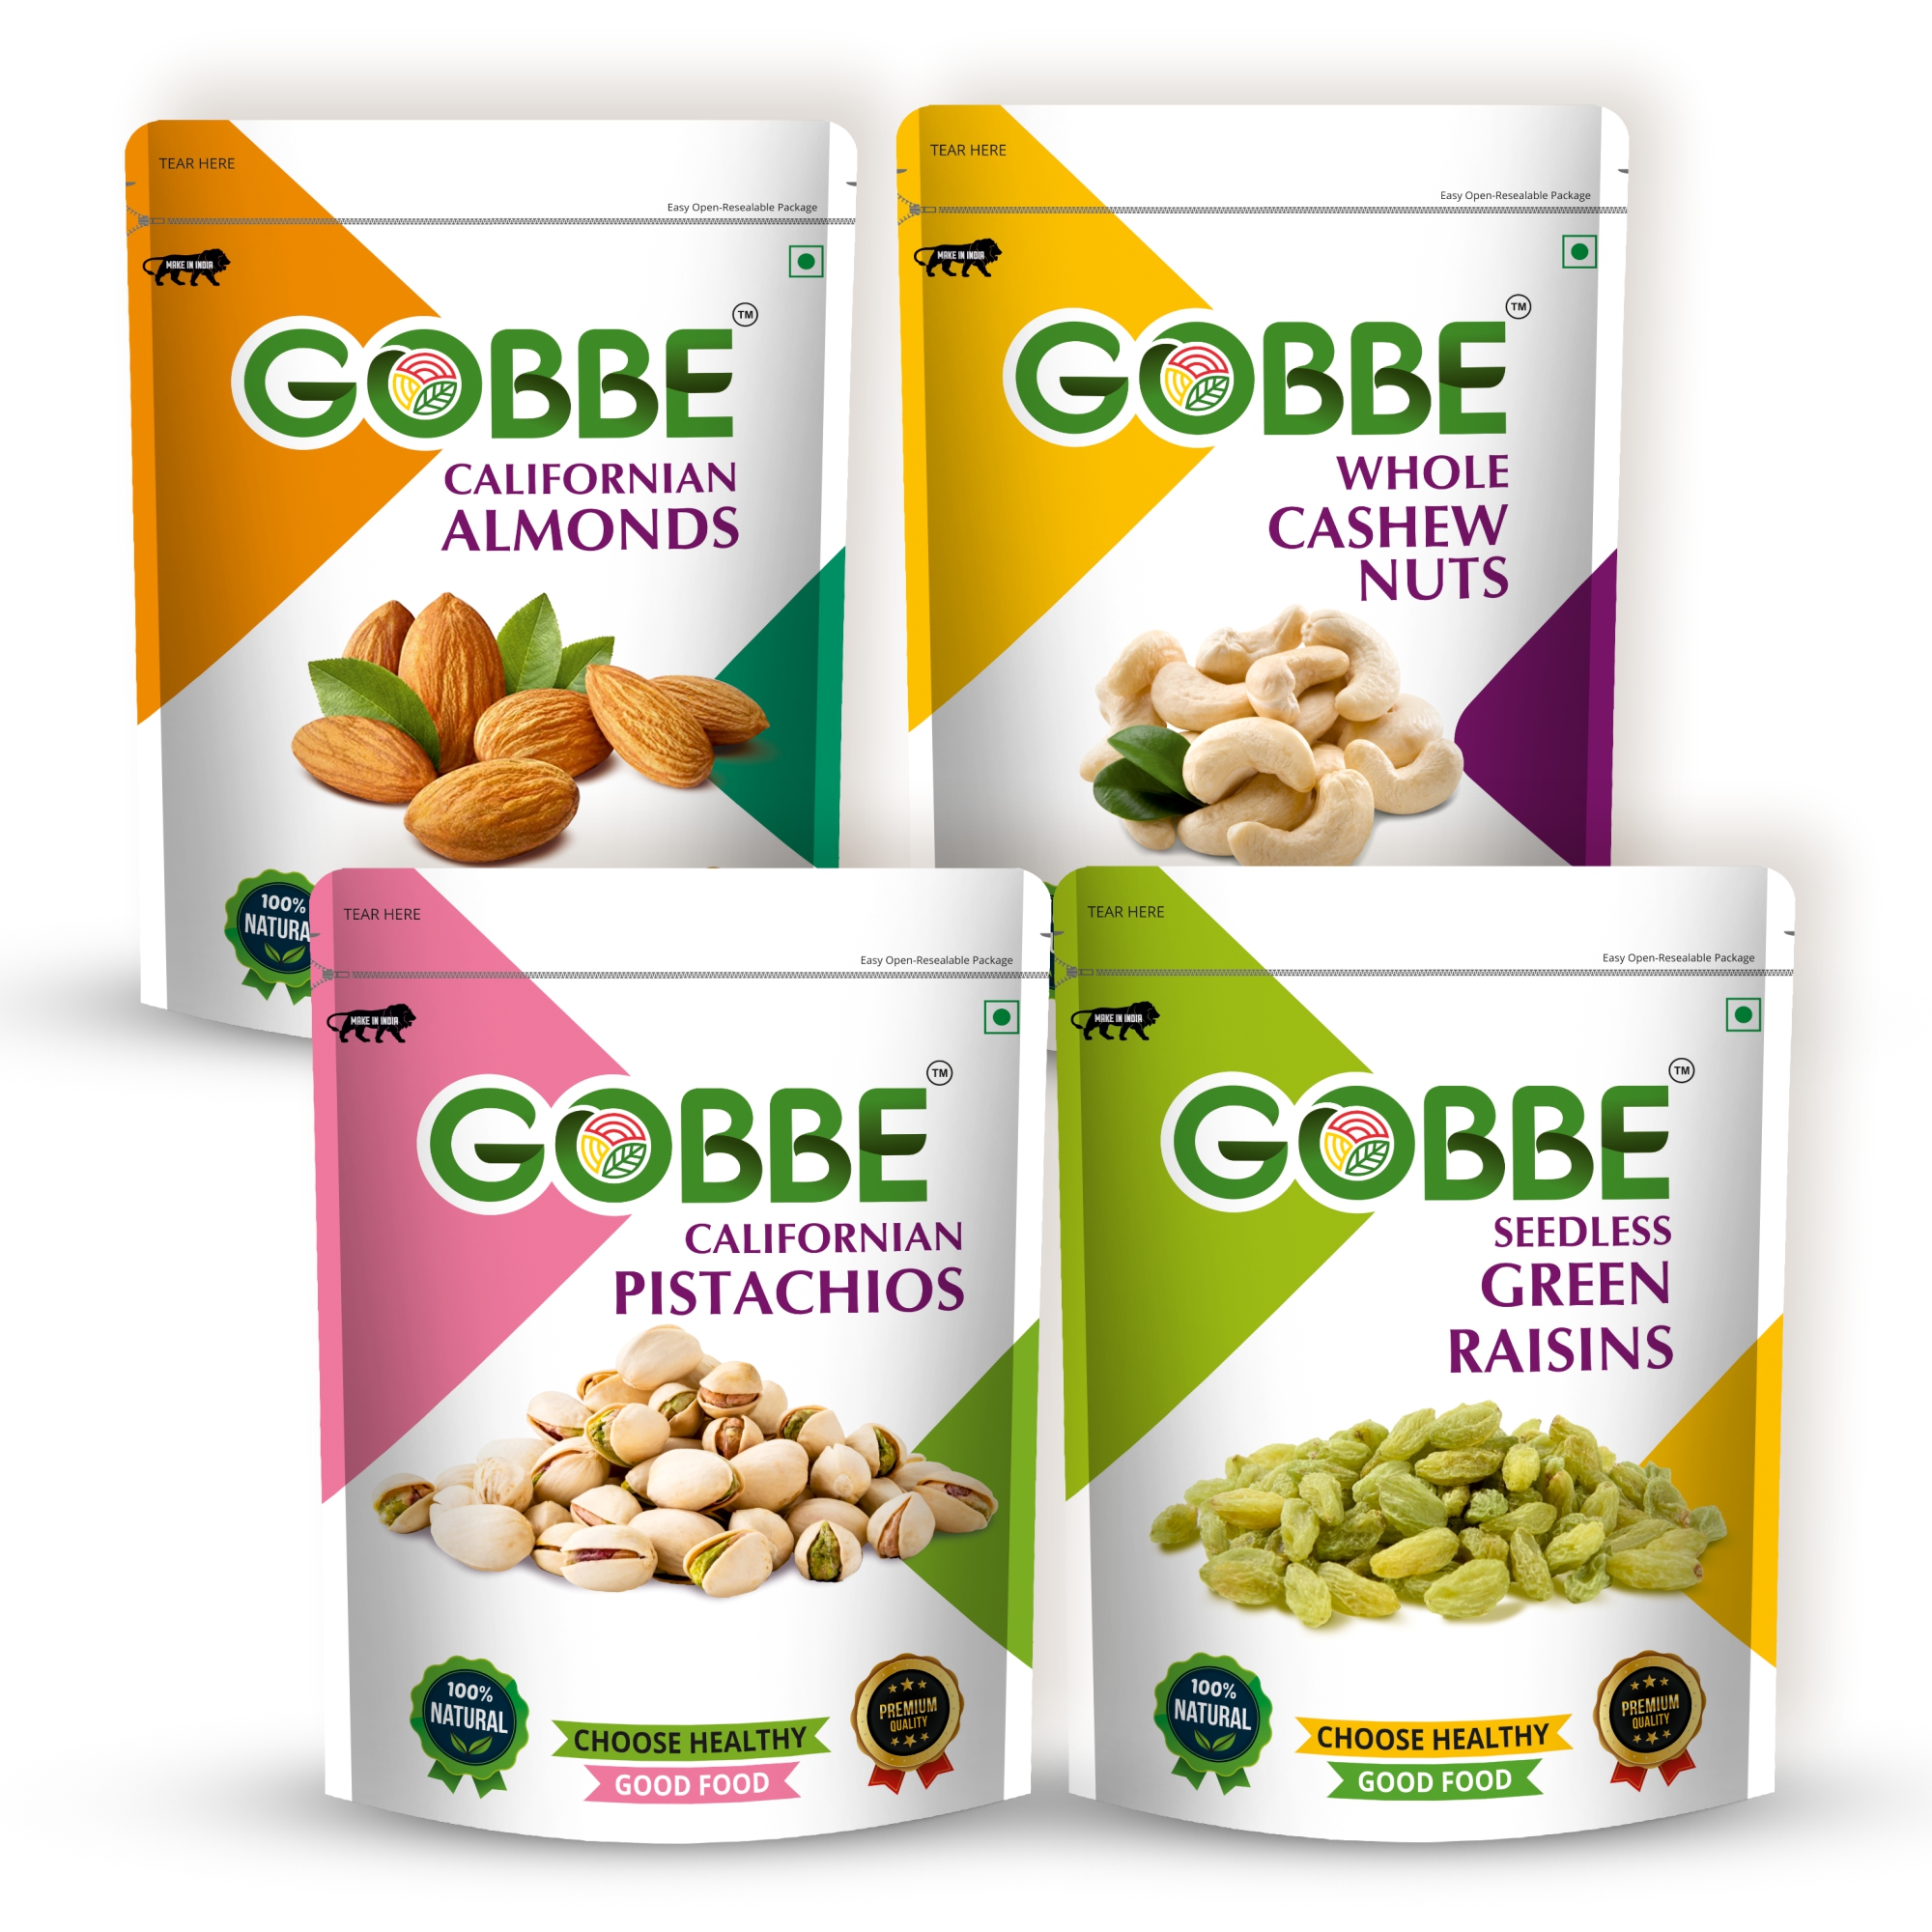 TEAR HERE
Easy Open-Resealable Package
MAKE IN INDIA
GOBBE TM
CALIFORNIAN
ALMONDS
100%
TEAR HERE
Easy Open-Resealable Package
MAKE IN INDIA
GOBBE TM
WHOLE
CASHEW
NUTS
TEAR HERE
Easy Open-Resealable Package
MAKE IN INDIA
GOBBE TM
CALIFORNIAN
PISTACHIOS
100%
NATURAL
CHOOSE HEALTHY
GOOD FOOD
PREMIUM
QUALITY
TEAR HERE
Easy Open-Resealable Package
MAKE IN INDIA
GOBBE TM
SEEDLESS
GREEN
RAISINS
100%
NATURAL
CHOOSE HEALTHY
GOOD FOOD
PREMIUM
QUALITY